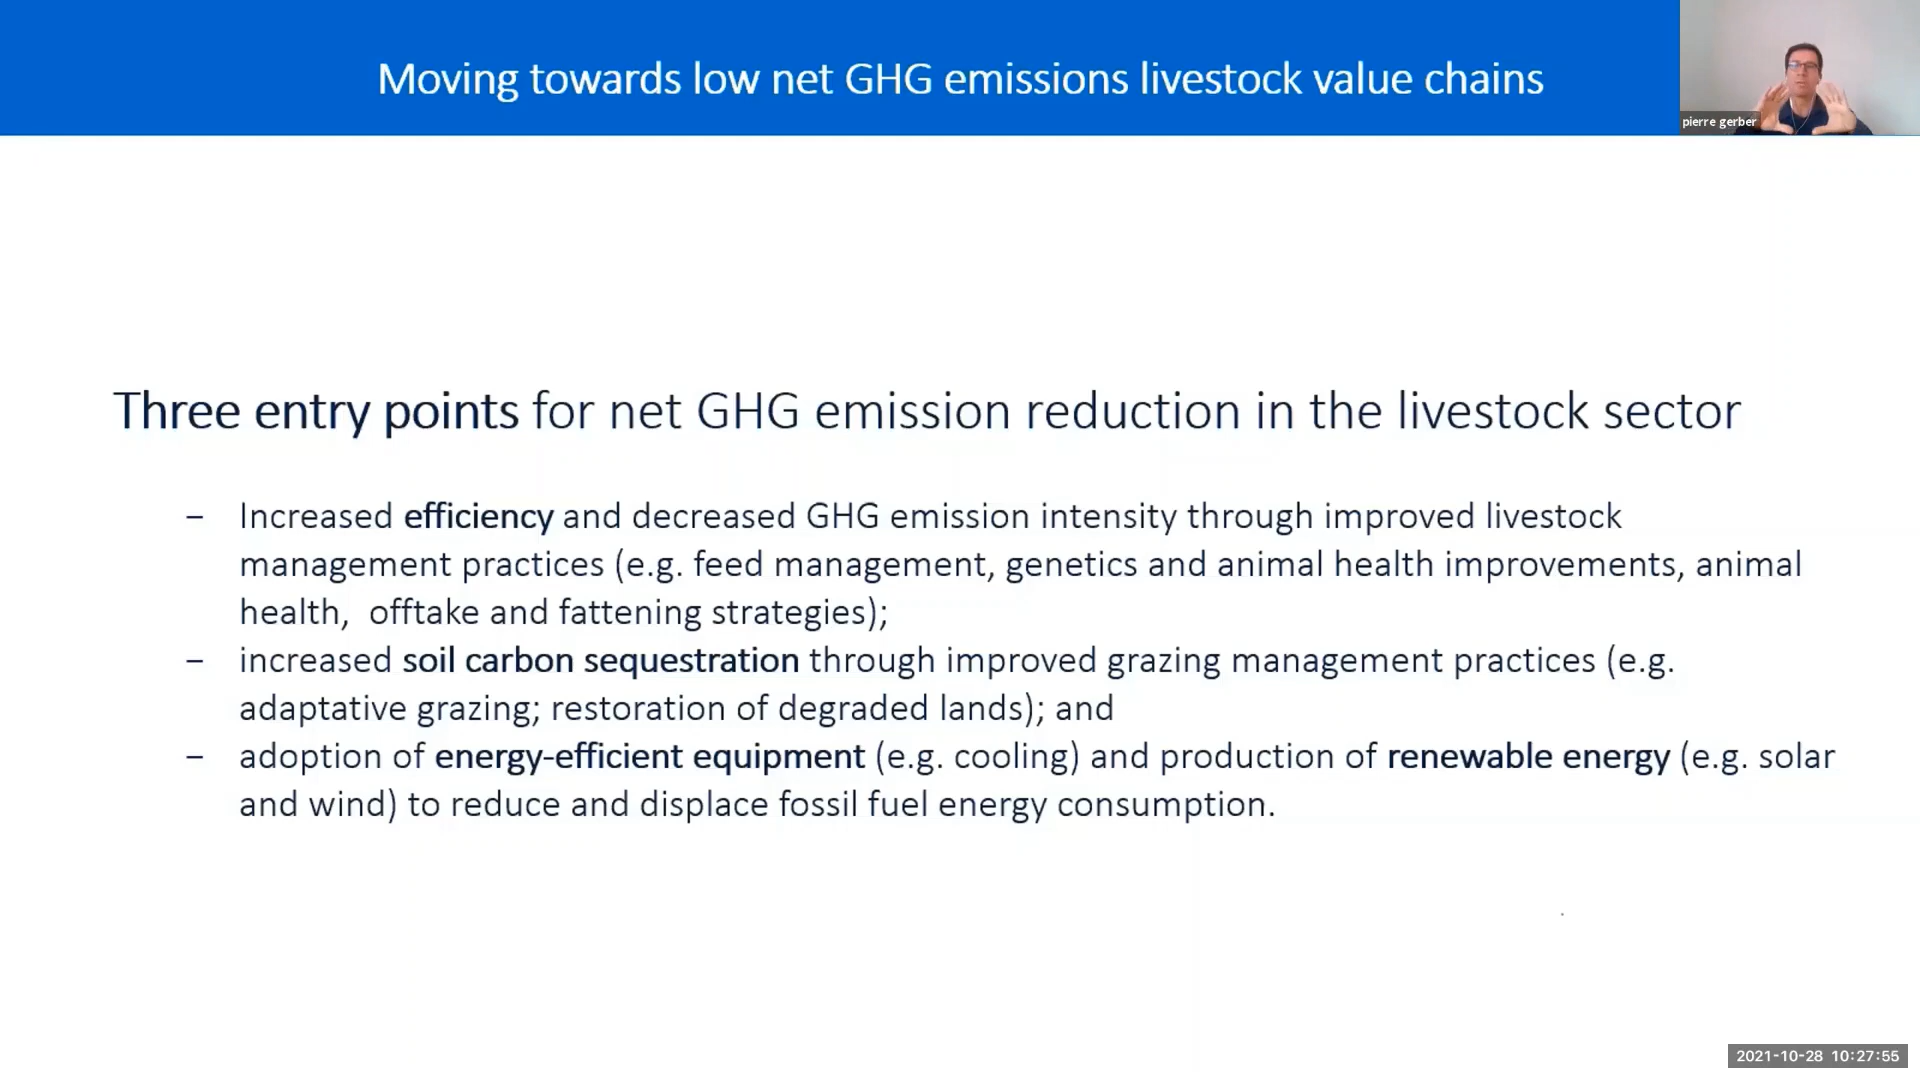 Moving towards low net GHG emissions livestock value chains
pierre gerber
Three entry points for net GHG emission reduction in the livestock sector
– Increased efficiency and decreased GHG emission intensity through improved livestock
management practices (e.g. feed management, genetics and animal health improvements, animal
health,  offtake and fattening strategies);
– increased soil carbon sequestration through improved grazing management practices (e.g.
adaptative grazing; restoration of degraded lands); and
– adoption of energy-efficient equipment (e.g. cooling) and production of renewable energy (e.g. solar
and wind) to reduce and displace fossil fuel energy consumption.
2021-10-28 10:27:55